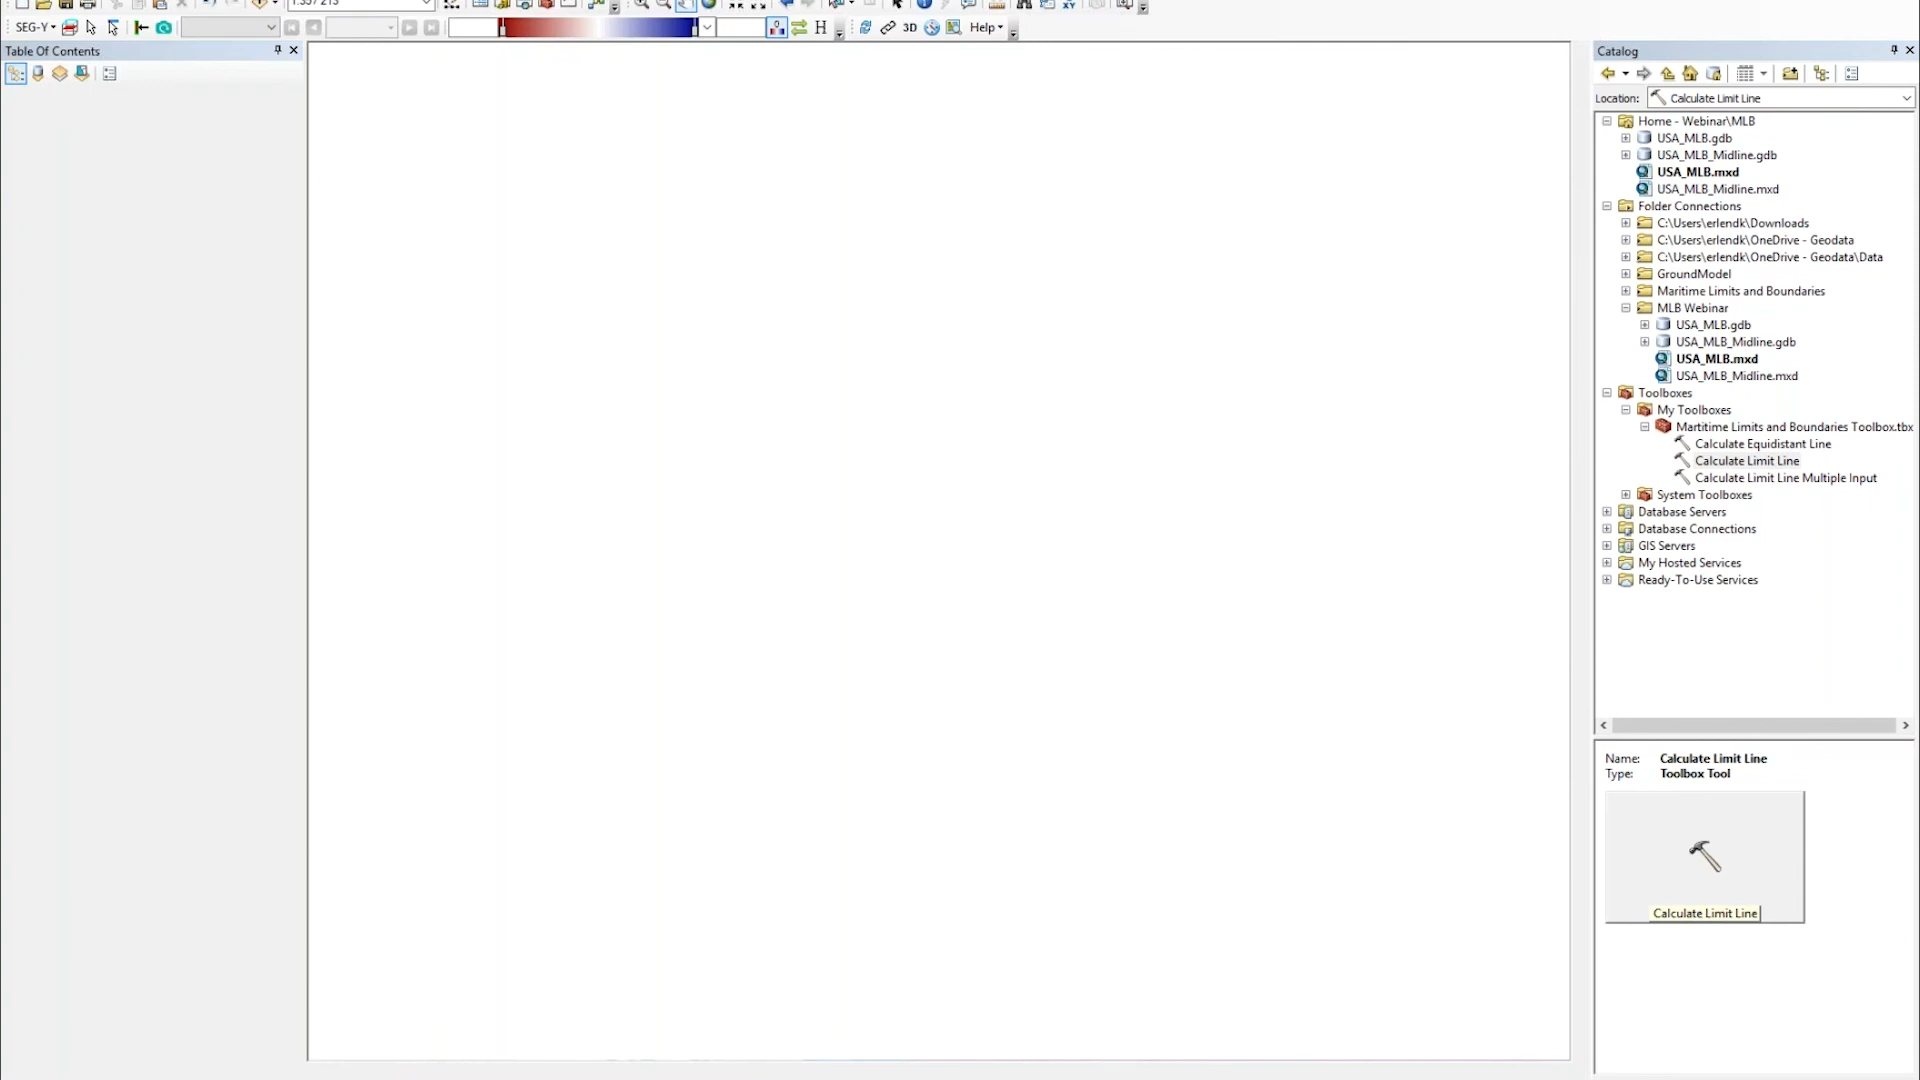 SEG-Y
H
3D
Help
Table Of Contents
Catalog
Location: Calculate Limit Line
Home - Webinar\MLB
USA_MLB.gdb
USA_MLB_Midline.gdb
USA_MLB.mxd
USA_MLB_Midline.mxd
Folder Connections
C:\Users\erlendk\Downloads
C:\Users\erlendk\OneDrive - Geodata
C:\Users\erlendk\OneDrive - Geodata\Data
GroundModel
Maritime Limits and Boundaries
MLB Webinar
USA_MLB.gdb
USA_MLB_Midline.gdb
USA_MLB.mxd
USA_MLB_Midline.mxd
Toolboxes
My Toolboxes
Martitime Limits and Boundaries Toolbox.tbx
Calculate Equidistant Line
Calculate Limit Line
Calculate Limit Line Multiple Input
System Toolboxes
Database Servers
Database Connections
GIS Servers
My Hosted Services
Ready-To-Use Services
Name: Calculate Limit Line
Type: Toolbox Tool
Calculate Limit Line